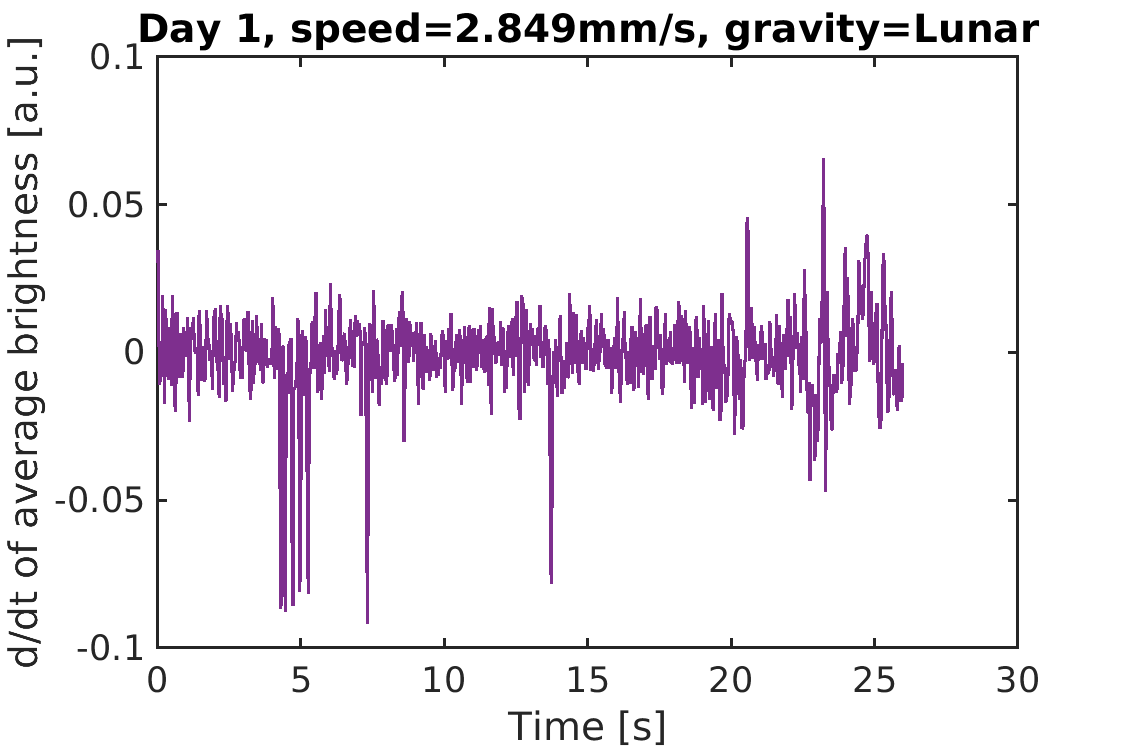 Day 1, speed=2.849mm/s, gravity=Lunar
d/dt of average brightness [a.u.]
0.1
0.05
0
-0.05
-0.1
0 5 10 15 20 25 30
Time [s]